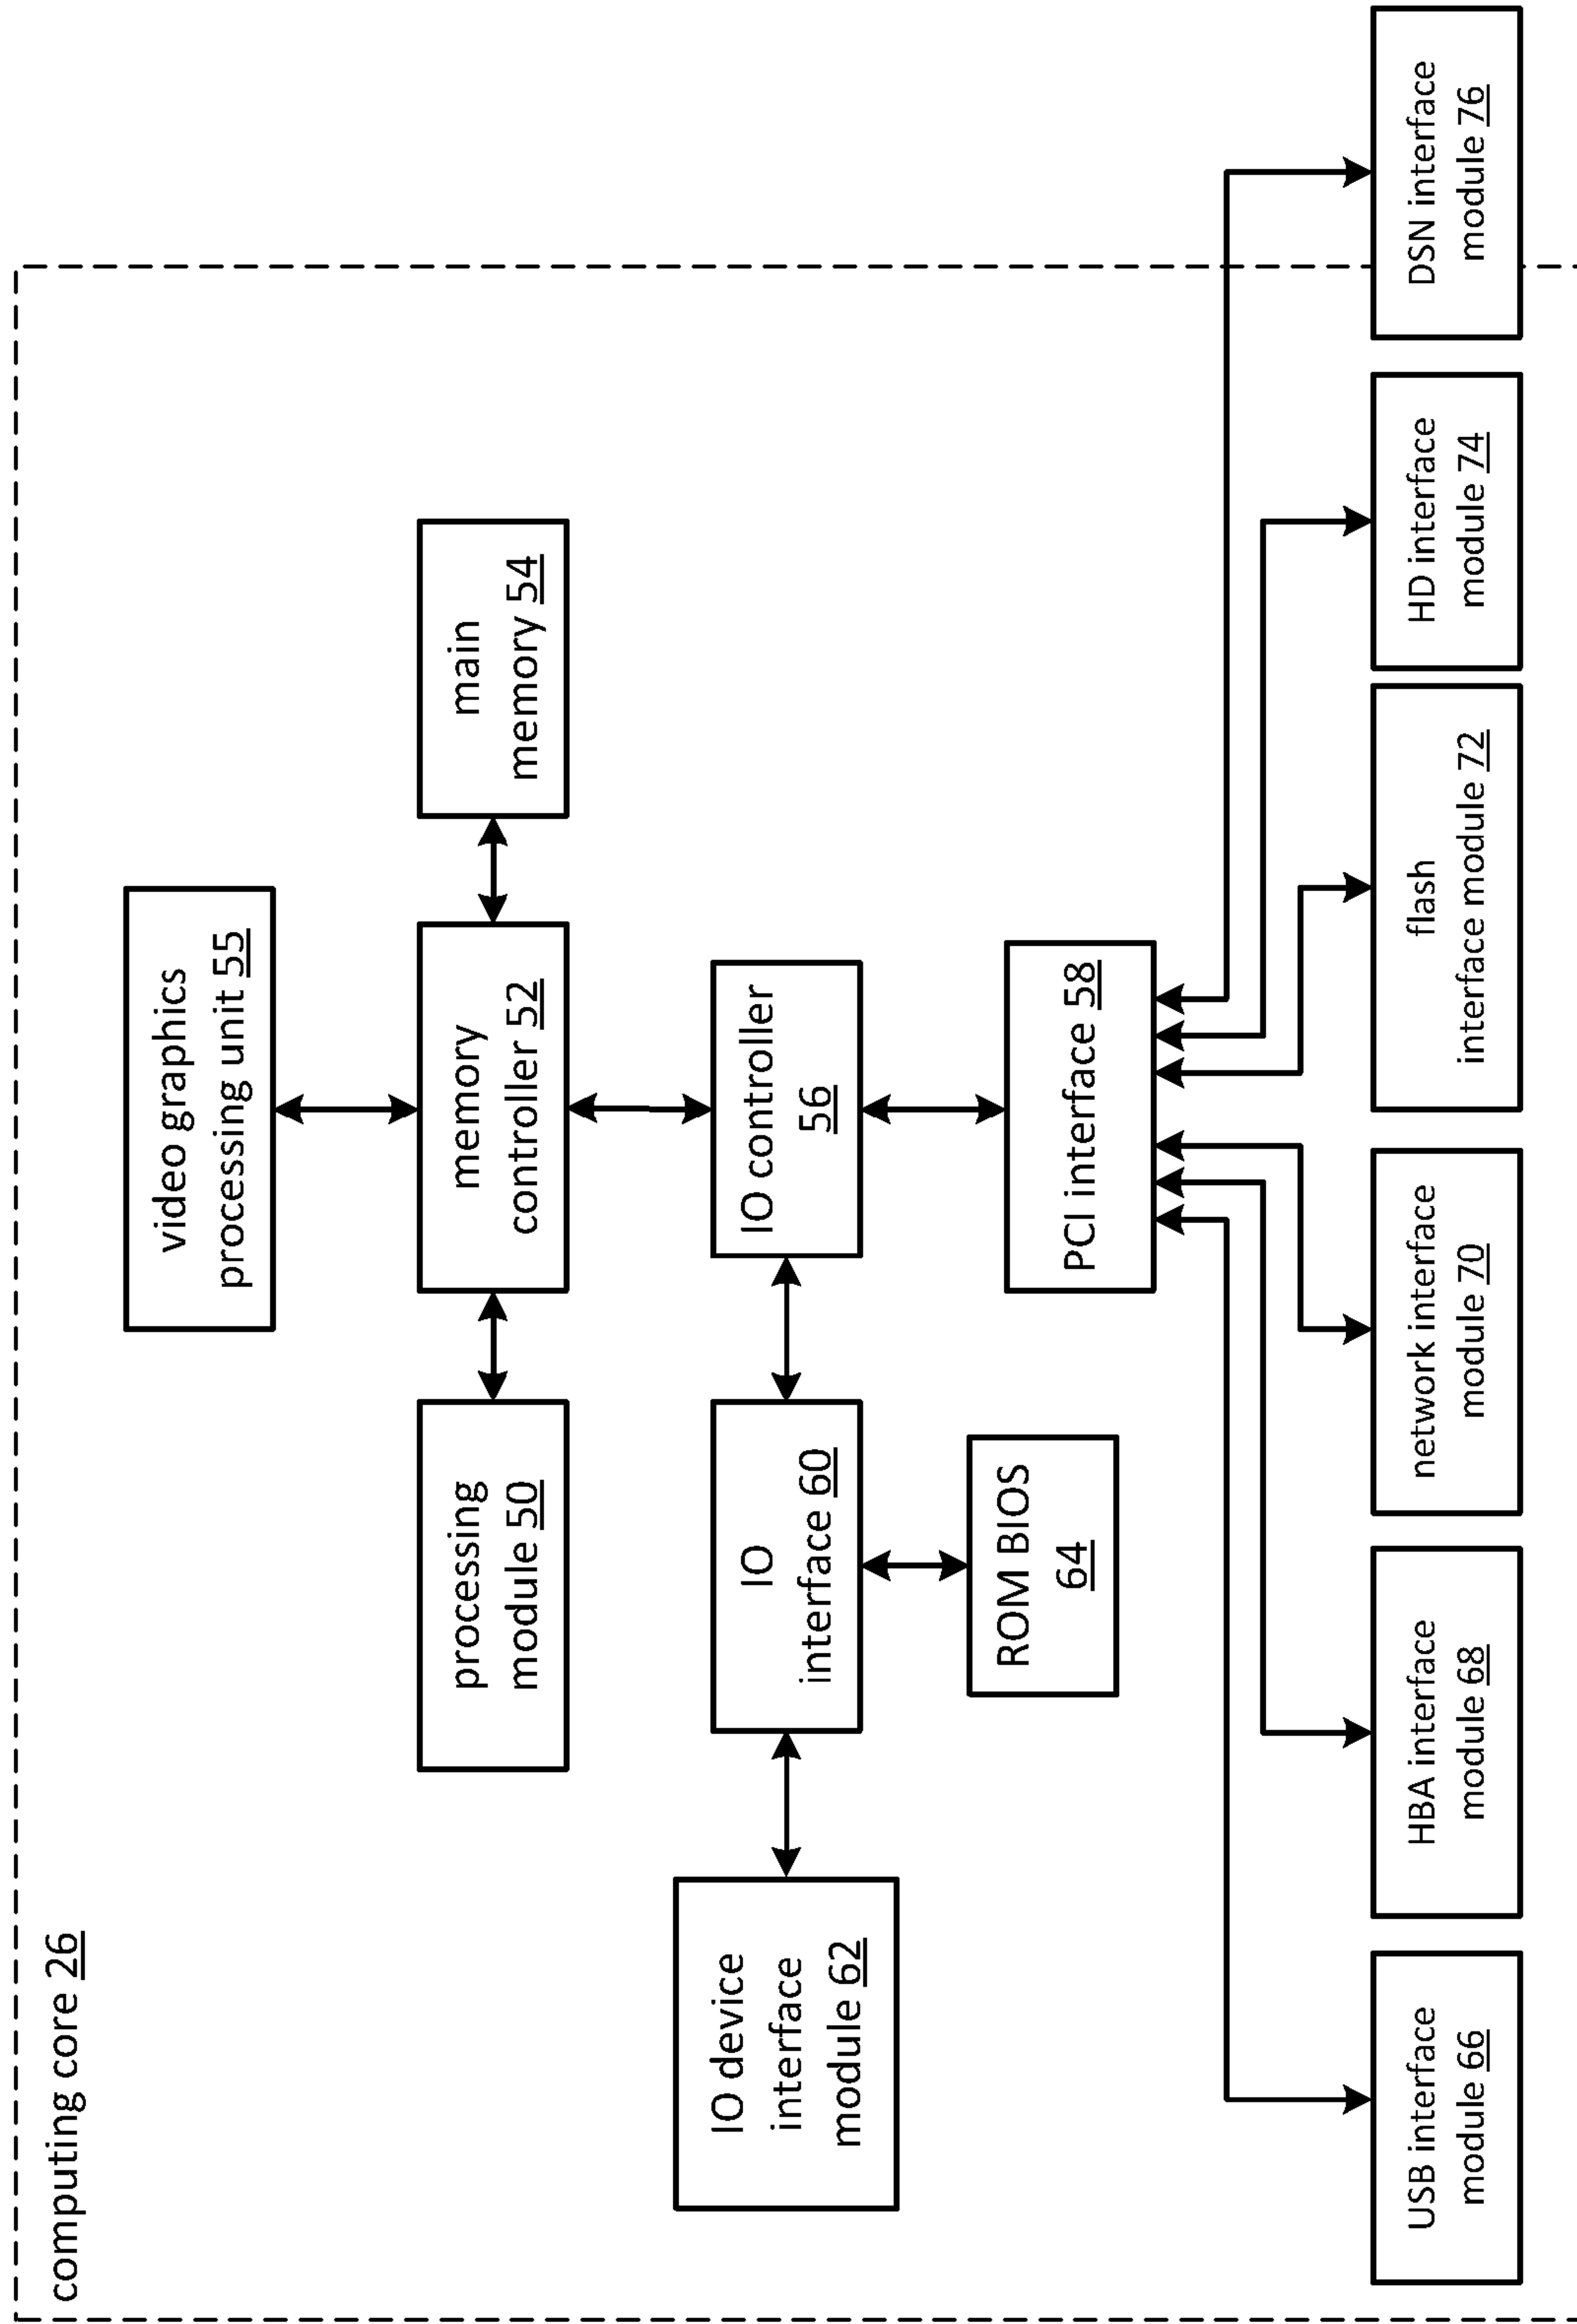 computing core 26
video graphics
processing unit 55
processing
module 50
memory
controller 52
main
memory 54
IO device
interface
module 62
IO
interface 60
IO controller
56
ROM BIOS
64
PCI interface 58
USB interface
module 66
HBA interface
module 68
network interface
module 70
flash
interface module 72
HD interface
module 74
DSN interface
module 76